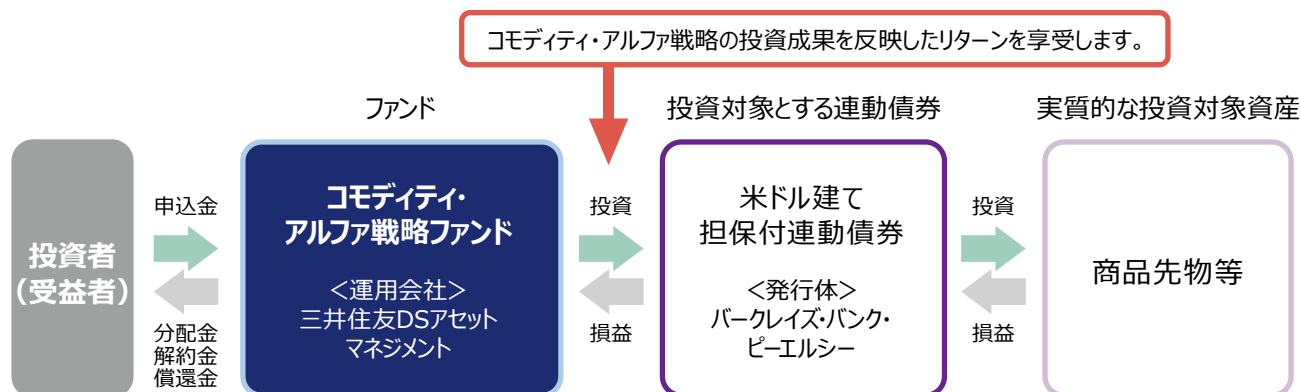 コモディティ・アルファ戦略の投資成果を反映したリターンを享受します。
ファンド
投資対象とする連動債券
実質的な投資対象資産
投資者
(受益者)
申込金
分配金
解約金
償還金
コモディティ・
アルファ戦略ファンド
<運用会社>
三井住友DSアセット
マネジメント
投資
損益
米ドル建て
担保付連動債券
<発行体>
バークレイズ・バンク・
ピーエルシー
投資
損益
商品先物等